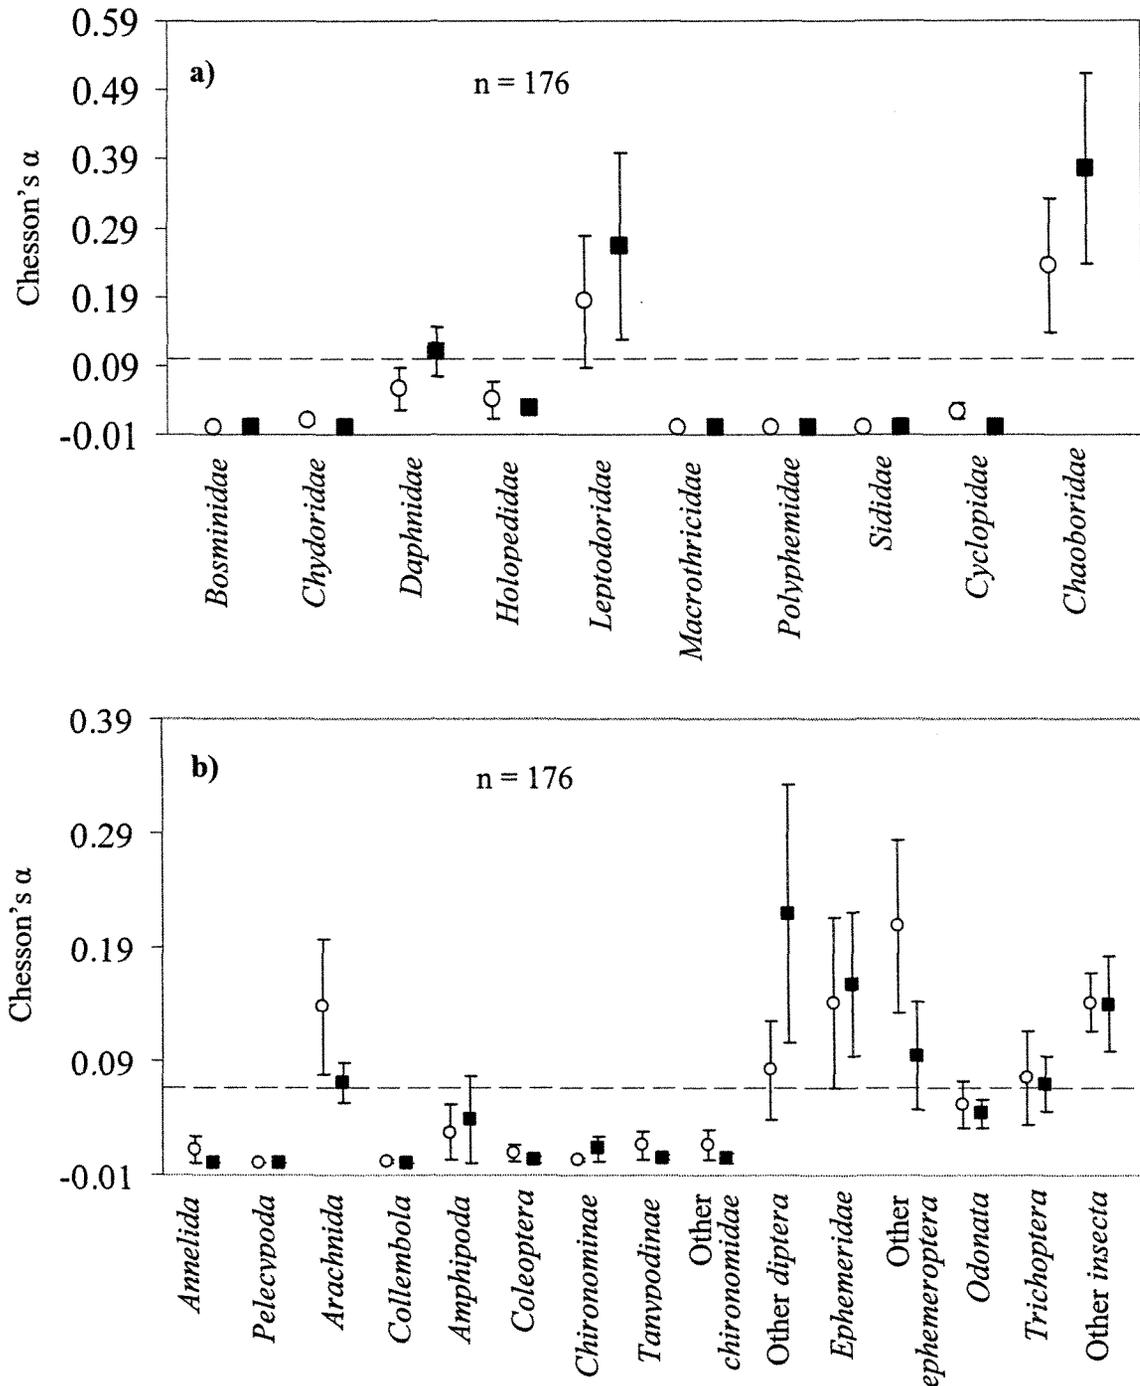 0.59
a)
n = 176
0.49
0.39
0.29
0.19
0.09
-0.01
Chesson's α
Bosminidae
Chydoridae
Daphnidae
Holopedidae
Leptodoridae
Macrothricidae
Polyphemidae
Sididae
Cyclopidae
Chaoboridae
0.39
b)
n = 176
0.29
0.19
0.09
-0.01
Chesson's α
Annelida
Pelecvpoda
Arachnida
Collembola
Amphipoda
Coleoptera
Chironominae
Tanvpodinae
Other
chironomidae
Other diptera
Ephemeridae
Other
ephemeroptera
Odonata
Trichoptera
Other insecta